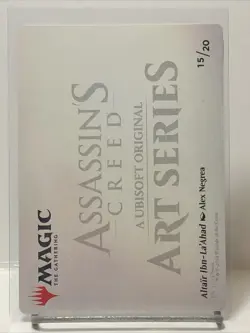 ASSASSIN'S
CREED
A UBISOFT ORIGINAL
ART SERIES
MAGIC
THE GATHERING
Altaïr Ibn-La'Ahad Alex Negrea
15/20